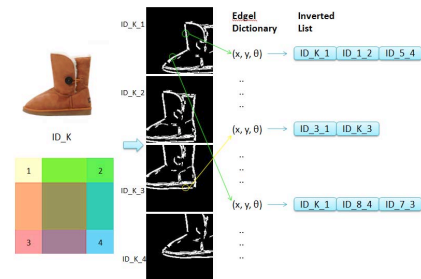 Edgel
Dictionary
Inverted
List
ID_K_1
(x, y, θ)
ID_K_1
ID_1_2
ID_5_4
..
..
ID_K
ID_K_2
(x, y, θ)
ID_3_1
ID_K_3
..
..
1
2
3
4
ID_K_3
(x, y, θ)
ID_K_1
ID_8_4
ID_7_3
..
..
ID_K_4